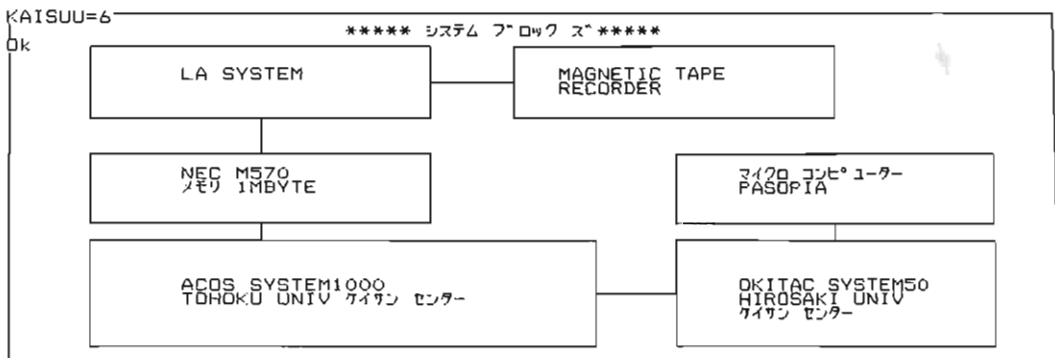 KAISUU=6
***** システム ブロック ズ*****
Ok
LA SYSTEM
MAGNETIC TAPE
RECORDER
NEC M570
メモリ 1MBYTE
マイクロ コンピューター
PASOPIA
ACOS SYSTEM1000
TOHOKU UNIV ケイサン センター
OKITAC SYSTEM50
HIROSAKI UNIV
ケイサン センター